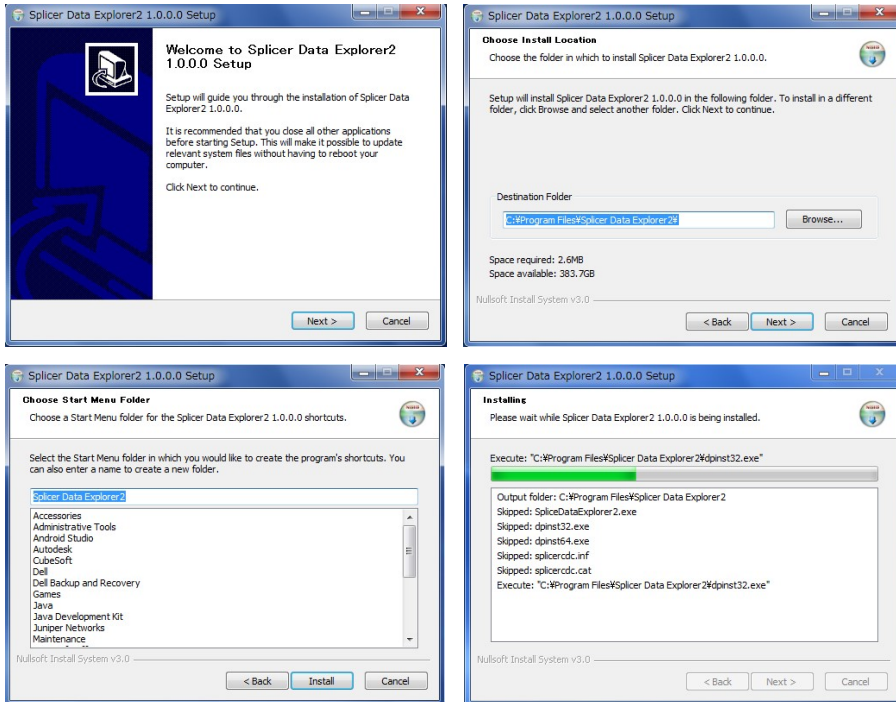 Splicer Data Explorer2 1.0.0.0 Setup
Welcome to Splicer Data Explorer2
1.0.0.0 Setup
Setup will guide you through the installation of Splicer Data
Explorer2 1.0.0.0.
It is recommended that you close all other applications
before starting Setup. This will make it possible to update
relevant system files without having to reboot your
computer.
Click Next to continue.
Next >
Cancel
Splicer Data Explorer2 1.0.0.0 Setup
Choose Install Location
Choose the folder in which to install Splicer Data Explorer2 1.0.0.0.
Setup will install Splicer Data Explorer2 1.0.0.0 in the following folder. To install in a different
folder, click Browse and select another folder. Click Next to continue.
Destination Folder
C:¥Program Files¥Splicer Data Explorer2¥
Browse...
Space required: 2.6MB
Space available: 383.7GB
Nullsoft Install System v3.0
< Back
Next >
Cancel
Splicer Data Explorer2 1.0.0.0 Setup
Choose Start Menu Folder
Choose a Start Menu folder for the Splicer Data Explorer2 1.0.0.0 shortcuts.
Select the Start Menu folder in which you would like to create the program's shortcuts. You
can also enter a name to create a new folder.
Splicer Data Explorer2
Accessories
Administrative Tools
Android Studio
Autodesk
CubeSoft
Dell
Dell Backup and Recovery
Games
Java
Java Development Kit
Juniper Networks
Maintenance
Nullsoft Install System v3.0
< Back
Install
Cancel
Splicer Data Explorer2 1.0.0.0 Setup
Installing
Please wait while Splicer Data Explorer2 1.0.0.0 is being installed.
Execute: "C:¥Program Files¥Splicer Data Explorer2¥dpinst32.exe"
Output folder: C:¥Program Files¥Splicer Data Explorer2
Skipped: SpliceDataExplorer2.exe
Skipped: dpinst32.exe
Skipped: dpinst64.exe
Skipped: splicercdc.inf
Skipped: splicercdc.cat
Execute: "C:¥Program Files¥Splicer Data Explorer2¥dpinst32.exe"
Nullsoft Install System v3.0
< Back
Next >
Cancel